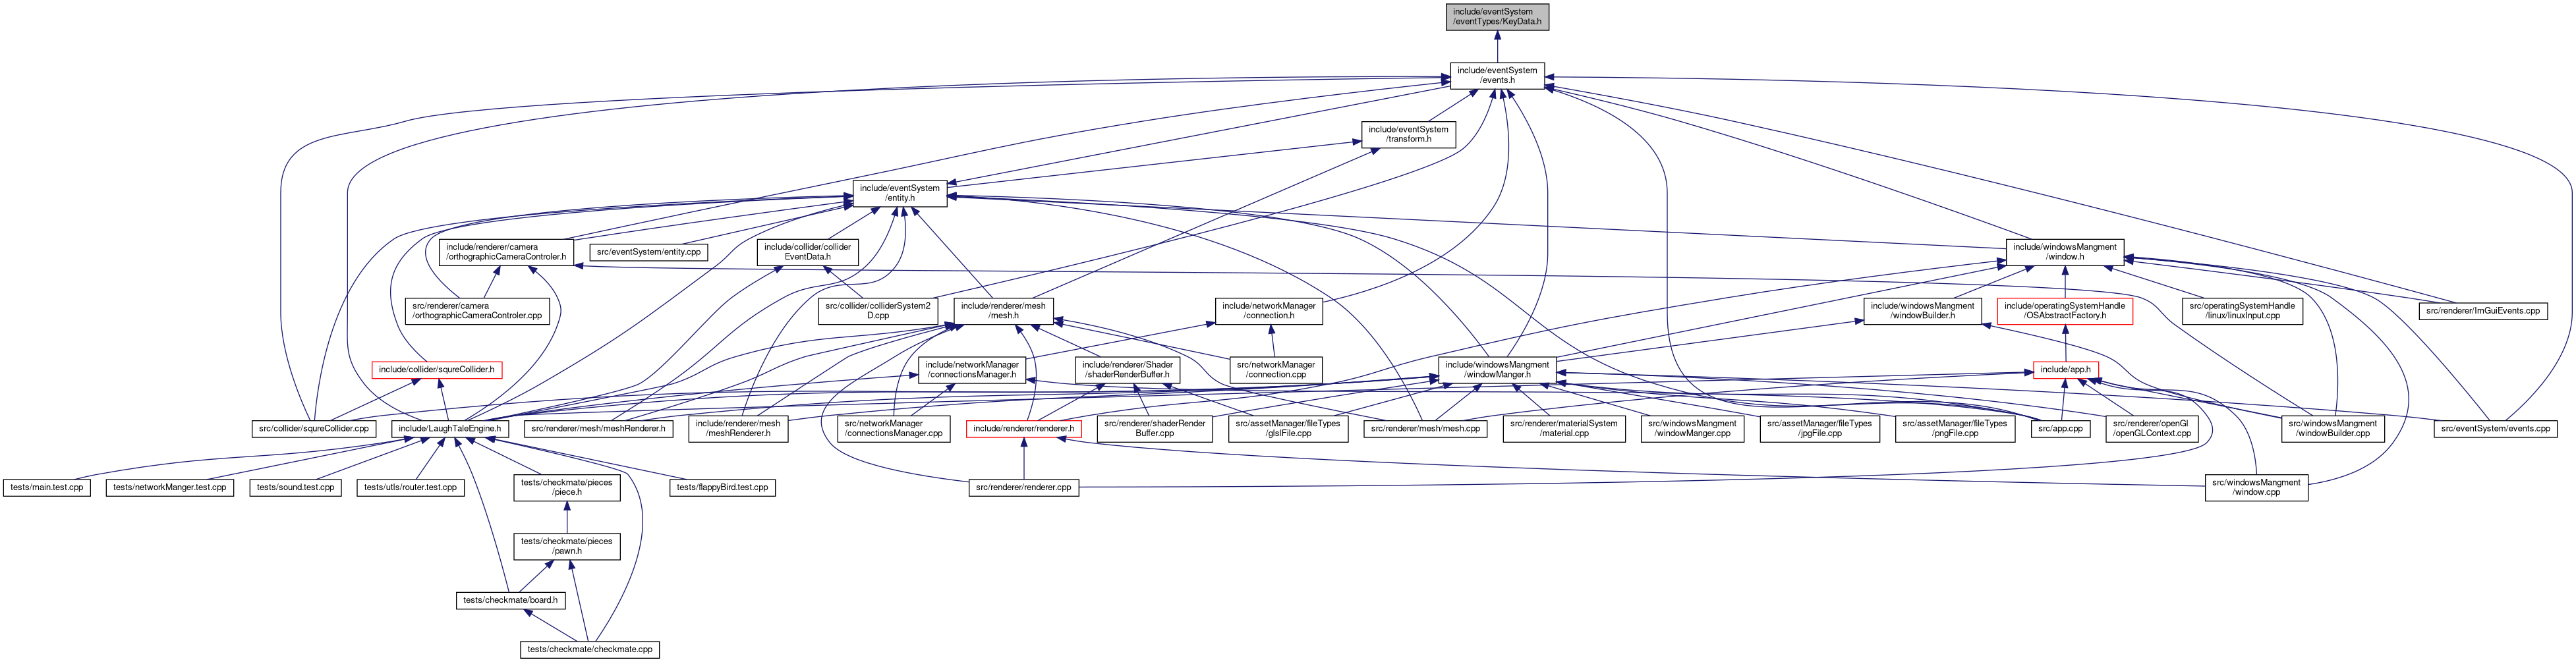 include/eventSystem
/eventTypes/KeyData.h
include/eventSystem
/events.h
include/eventSystem
/transform.h
include/eventSystem
/entity.h
include/renderer/camera
/orthographicCameraControler.h
src/eventSystem/entity.cpp
include/collider/collider
EventData.h
include/windowsMangment
/window.h
src/renderer/camera
/orthographicCameraControler.cpp
src/collider/colliderSystem2
D.cpp
include/renderer/mesh
/mesh.h
include/networkManager
/connection.h
include/windowsMangment
/windowBuilder.h
include/operatingSystemHandle
/OSAbstractFactory.h
src/operatingSystemHandle
/linux/linuxInput.cpp
src/renderer/ImGuiEvents.cpp
include/collider/squreCollider.h
include/networkManager
/connectionsManager.h
include/renderer/Shader
/shaderRenderBuffer.h
src/networkManager
/connection.cpp
include/windowsMangment
/windowManger.h
include/app.h
src/collider/squreCollider.cpp
include/LaughTaleEngine.h
src/renderer/mesh/meshRenderer.h
include/renderer/mesh
/meshRenderer.h
src/networkManager
/connectionsManager.cpp
include/renderer/renderer.h
src/renderer/shaderRender
Buffer.cpp
src/assetManager/fileTypes
/glslFile.cpp
src/renderer/mesh/mesh.cpp
src/renderer/materialSystem
/material.cpp
src/windowsMangment
/windowManger.cpp
src/assetManager/fileTypes
/jpgFile.cpp
src/assetManager/fileTypes
/pngFile.cpp
src/app.cpp
src/renderer/openGl
/openGLContext.cpp
src/windowsMangment
/windowBuilder.cpp
src/eventSystem/events.cpp
tests/main.test.cpp
tests/networkManger.test.cpp
tests/sound.test.cpp
tests/utls/router.test.cpp
tests/checkmate/pieces
/piece.h
tests/flappyBird.test.cpp
src/renderer/renderer.cpp
src/windowsMangment
/window.cpp
tests/checkmate/pieces
/pawn.h
tests/checkmate/board.h
tests/checkmate/checkmate.cpp